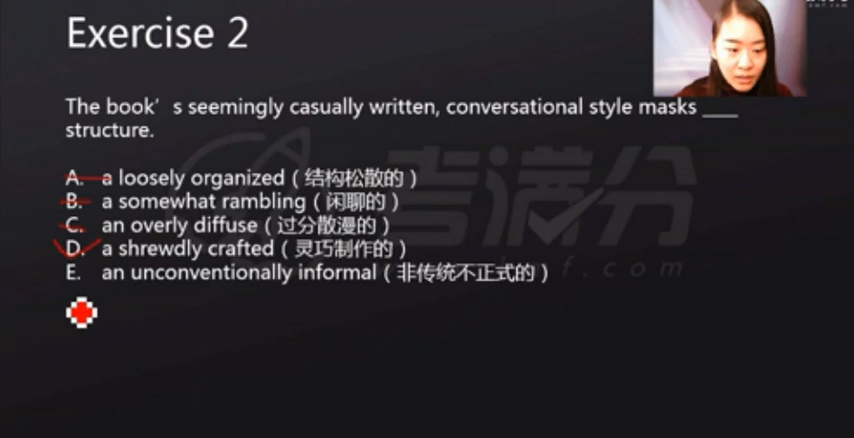 Exercise 2
The book's seemingly casually written, conversational style masks ___
structure.
A. a loosely organized ( 结构松散的 )
B. a somewhat rambling ( 闲聊的 )
C. an overly diffuse ( 过分散漫的 )
D. a shrewdly crafted ( 灵巧制作的 )
E. an unconventionally informal ( 非传统不正式的 )
考满分